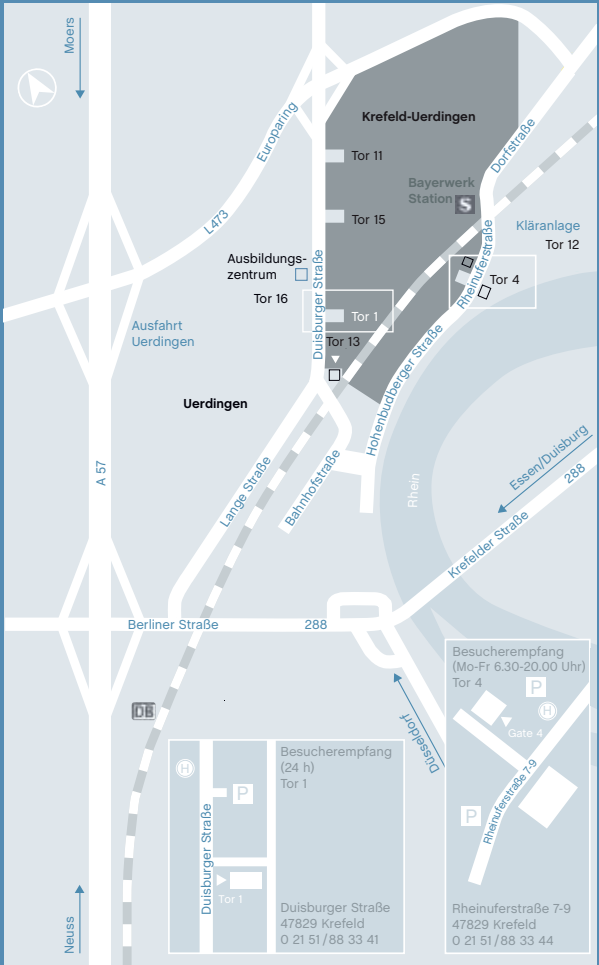 Moers
Europaring
L473
Krefeld-Uerdingen
Tor 11
Dorfstraße
Bayerwerk
Station
S
Tor 15
Kläranlage
Tor 12
Rheinuferstraße
Ausbildungs-
zentrum
Tor 4
Tor 16
Duisburger Straße
Tor 1
Tor 13
Ausfahrt
Uerdingen
Hohenbudberger Straße
Uerdingen
A 57
Lange Straße
Bahnhofstraße
Rhein
Essen/Duisburg
288
Krefelder Straße
Berliner Straße
288
DB
Düsseldorf
Neuss
Besucherempfang
(24 h)
Tor 1
H
P
Duisburger Straße
Tor 1
Duisburger Straße
47829 Krefeld
0 21 51/88 33 41
Besucherempfang
(Mo-Fr 6.30-20.00 Uhr)
Tor 4
P
H
Gate 4
Rheinuferstraße 7-9
P
Rheinuferstraße 7-9
47829 Krefeld
0 21 51/88 33 44